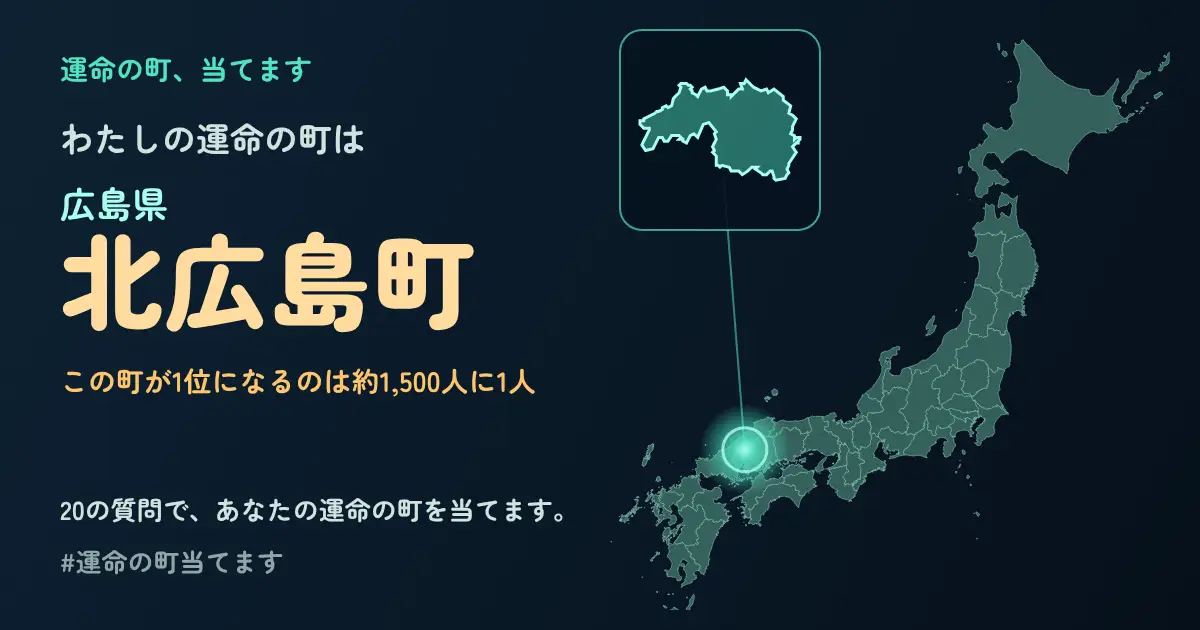 運命の町、当てます
わたしの運命の町は
広島県
北広島町
この町が1位になるのは約1,500人に1人
20の質問で、あなたの運命の町を当てます。
#運命の町当てます